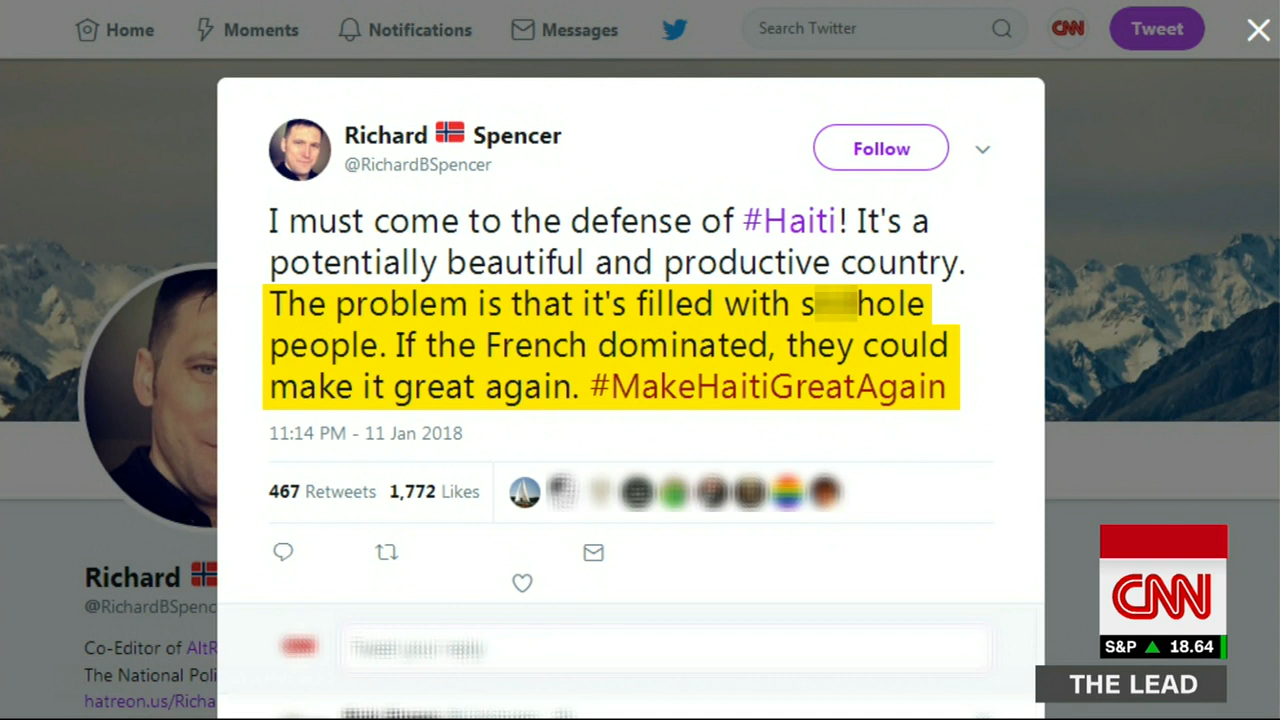 Home
Moments
Notifications
Messages
Search Twitter
CNN
Tweet
Richard Spencer
@RichardBSpencer
Follow
I must come to the defense of #Haiti! It's a
potentially beautiful and productive country.
The problem is that it's filled with s hole
people. If the French dominated, they could
make it great again. #MakeHaitiGreatAgain
11:14 PM - 11 Jan 2018
467 Retweets 1,772 Likes
Richard
@RichardBSpenc
Co-Editor of AltR
The National Poli
hatreon.us/Richa
CNN
S&P ▲ 18.64
THE LEAD